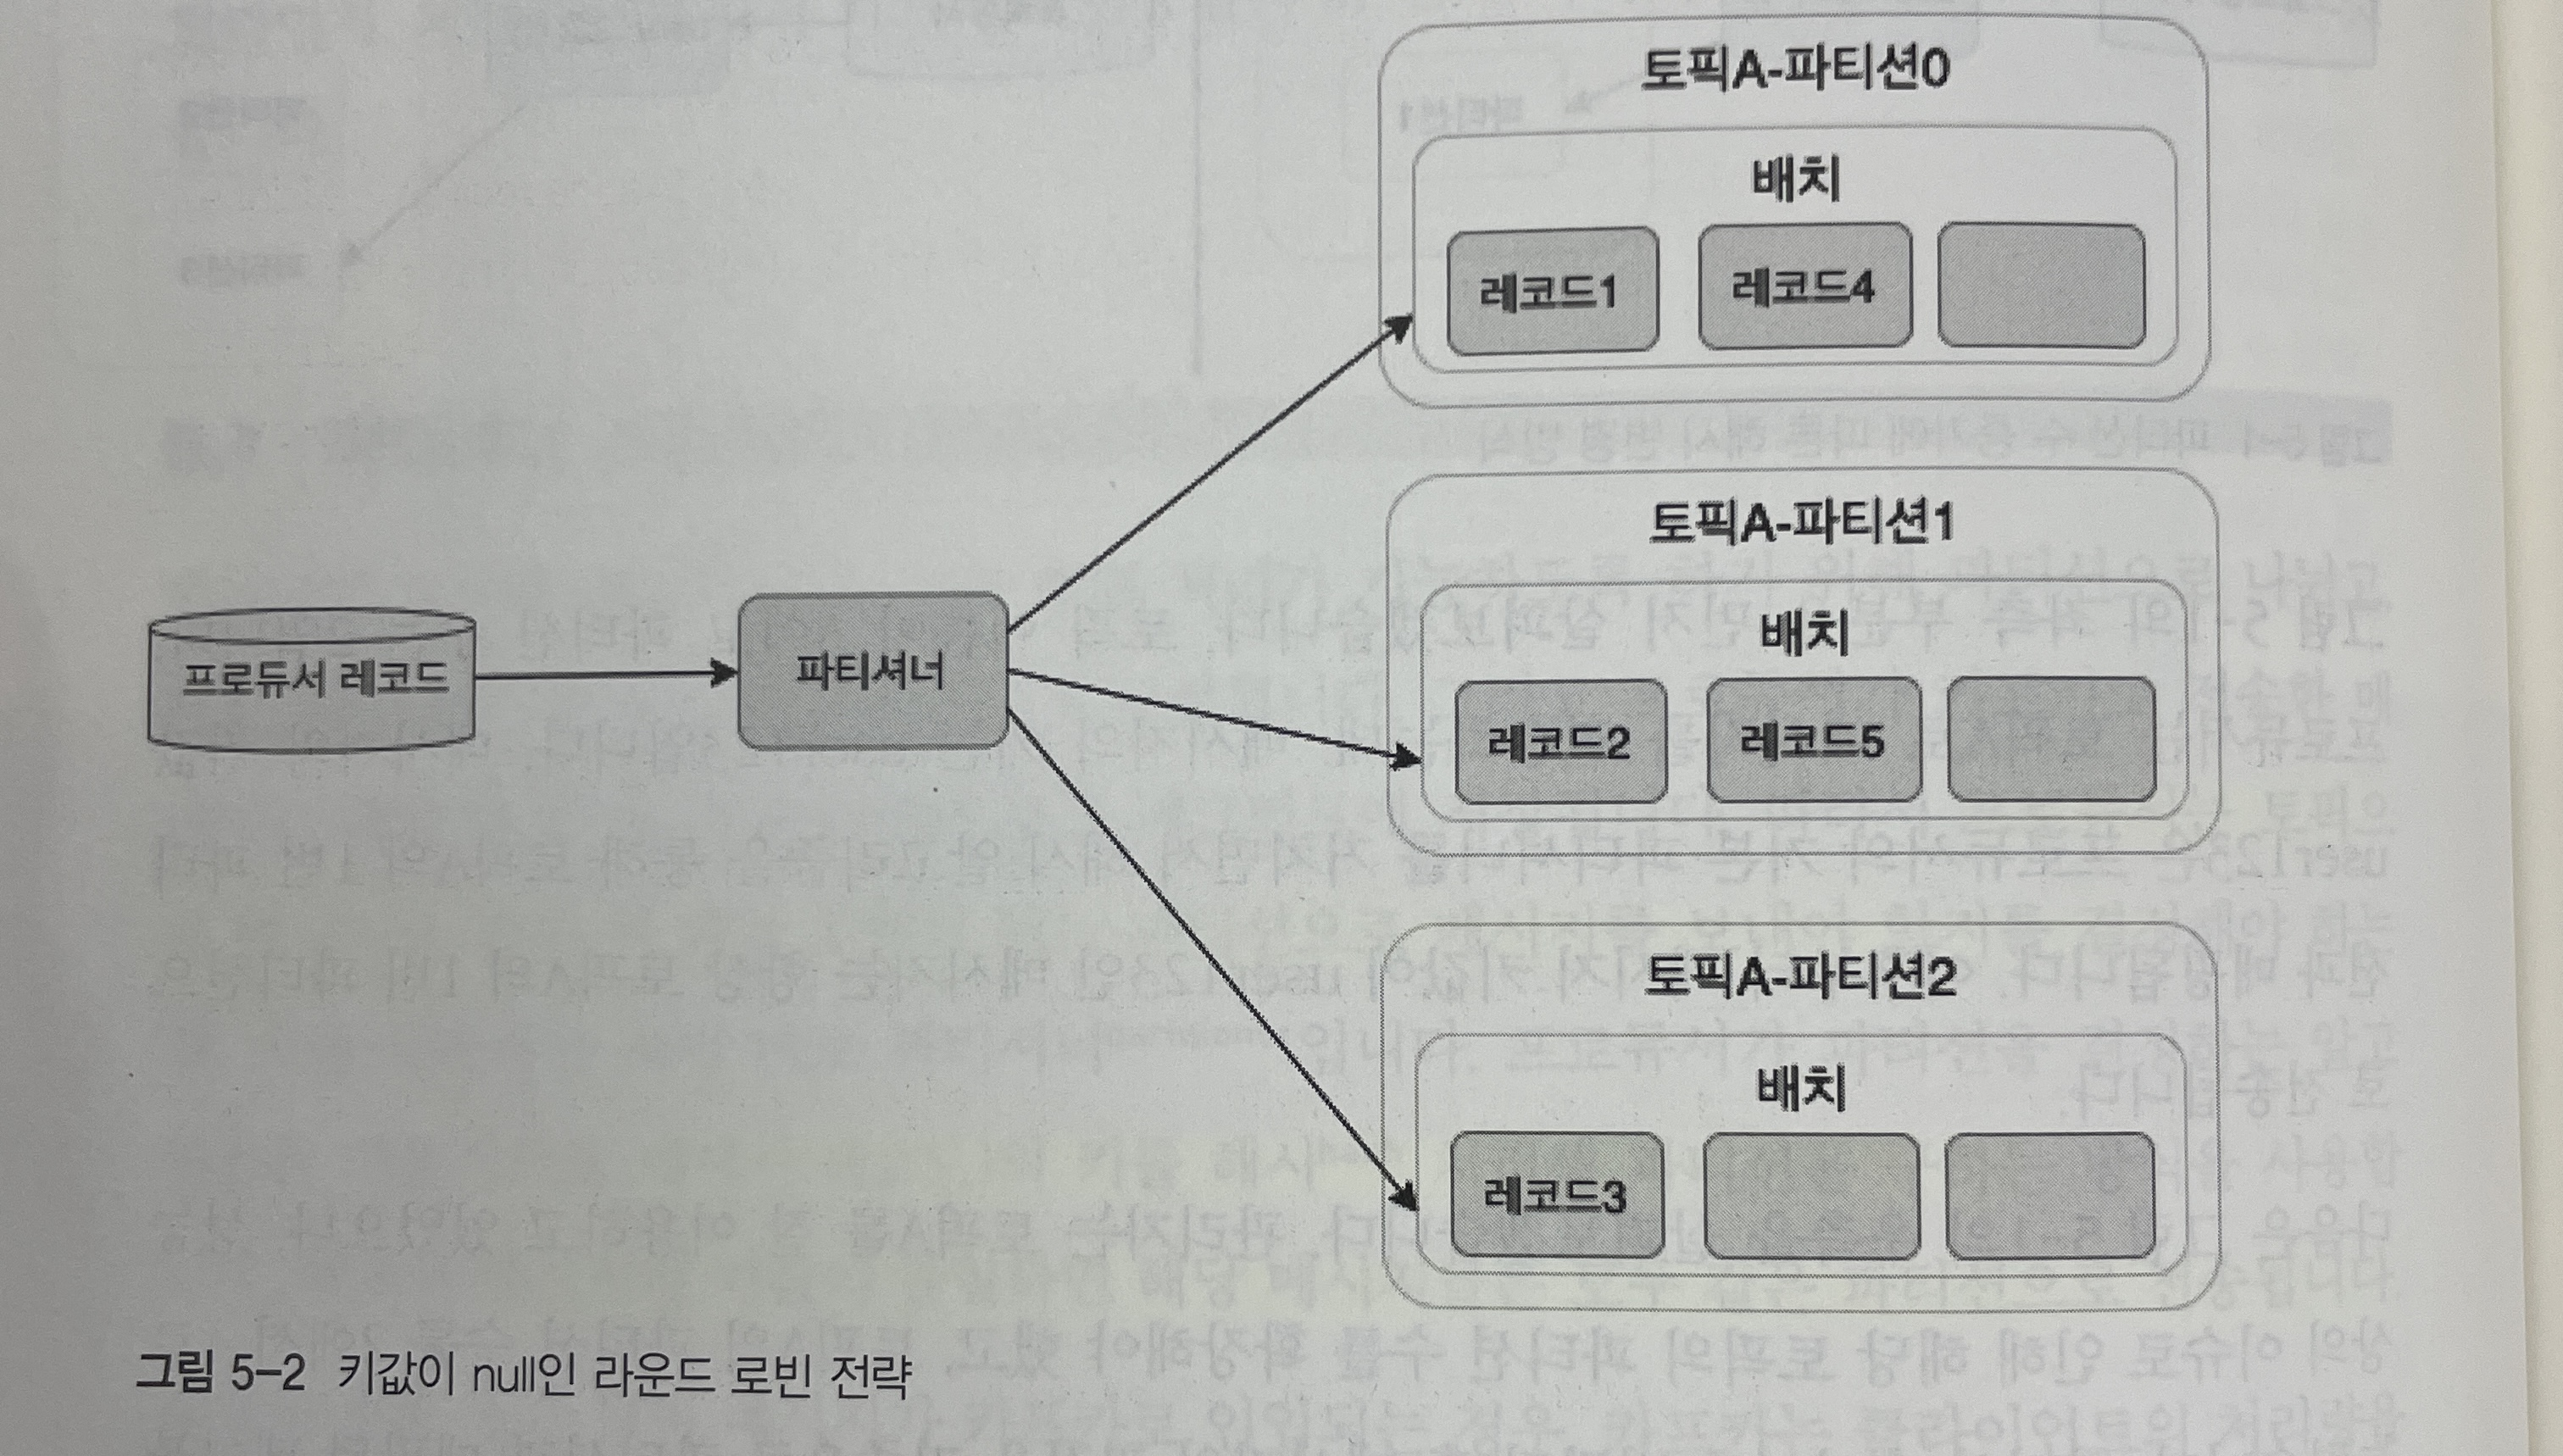 토픽A-파티션0
배치
레코드1 레코드4
토픽A-파티션1
배치
레코드2 레코드5
프로듀서 레코드
파티셔너
토픽A-파티션2
배치
레코드3
그림 5-2 키값이 null인 라운드 로빈 전략